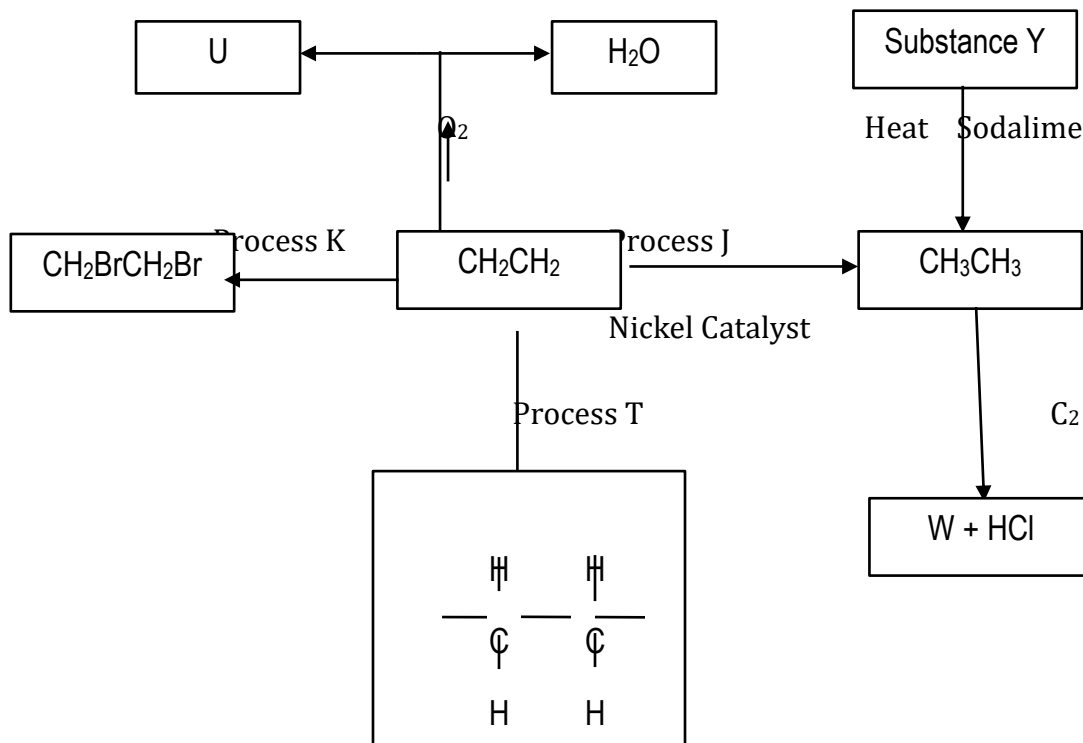 U
H₂O
Substance Y
O₂
Heat Sodalime
Process K
Process J
CH₂BrCH₂Br
CH₂CH₂
CH₃CH₃
Nickel Catalyst
Process T
C₂
W + HCl
H H
C C
H H